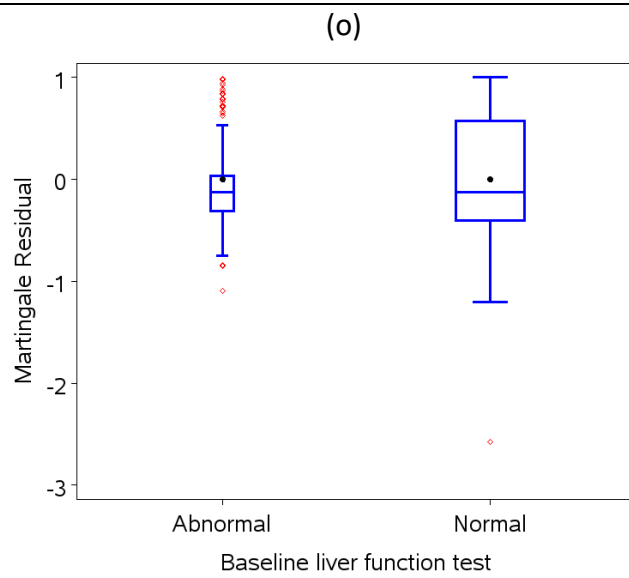 (o)
Martingale Residual
1
0
-1
-2
-3
Abnormal Normal
Baseline liver function test